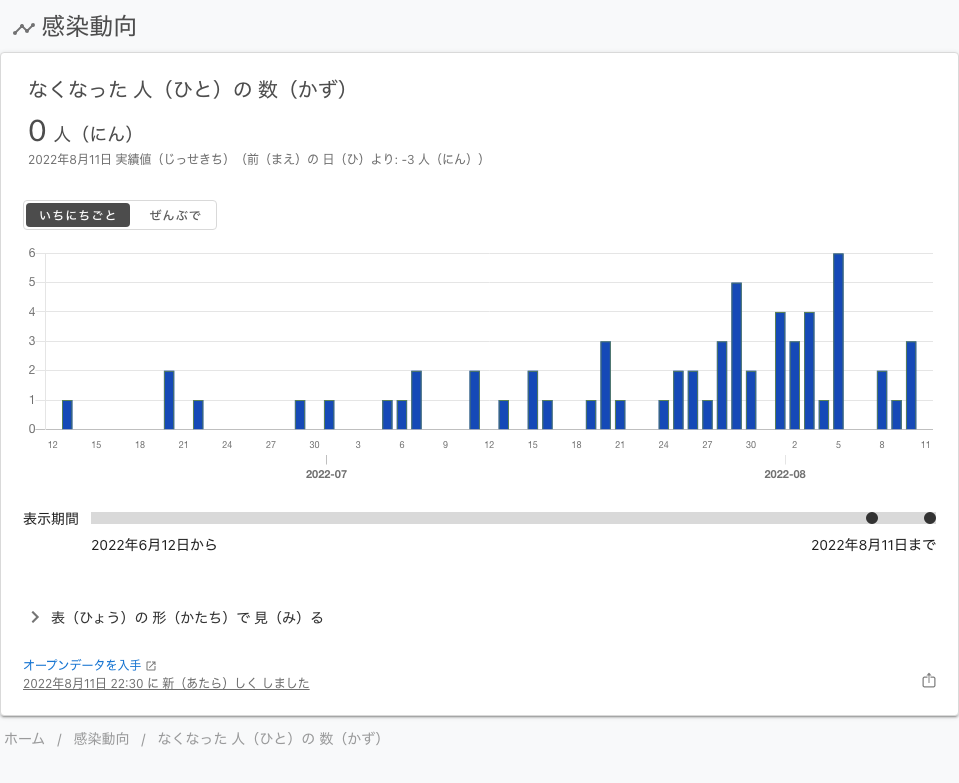 感染動向
なくなった 人（ひと）の 数（かず）
0 人（にん）
2022年8月11日 実績値（じっせきち）（前（まえ）の 日（ひ）より: -3 人（にん））
いちにちごと ぜんぶで
6
5
4
3
2
1
0
12 15 18 21 24 27 30 3 6 9 12 15 18 21 24 27 30 2 5 8 11
2022-07 2022-08
表示期間
2022年6月12日から 2022年8月11日まで
表（ひょう）の 形（かたち）で 見（み）る
オープンデータを入手
2022年8月11日 22:30 に 新（あたら）しく しました
ホーム / 感染動向 / なくなった 人（ひと）の 数（かず）